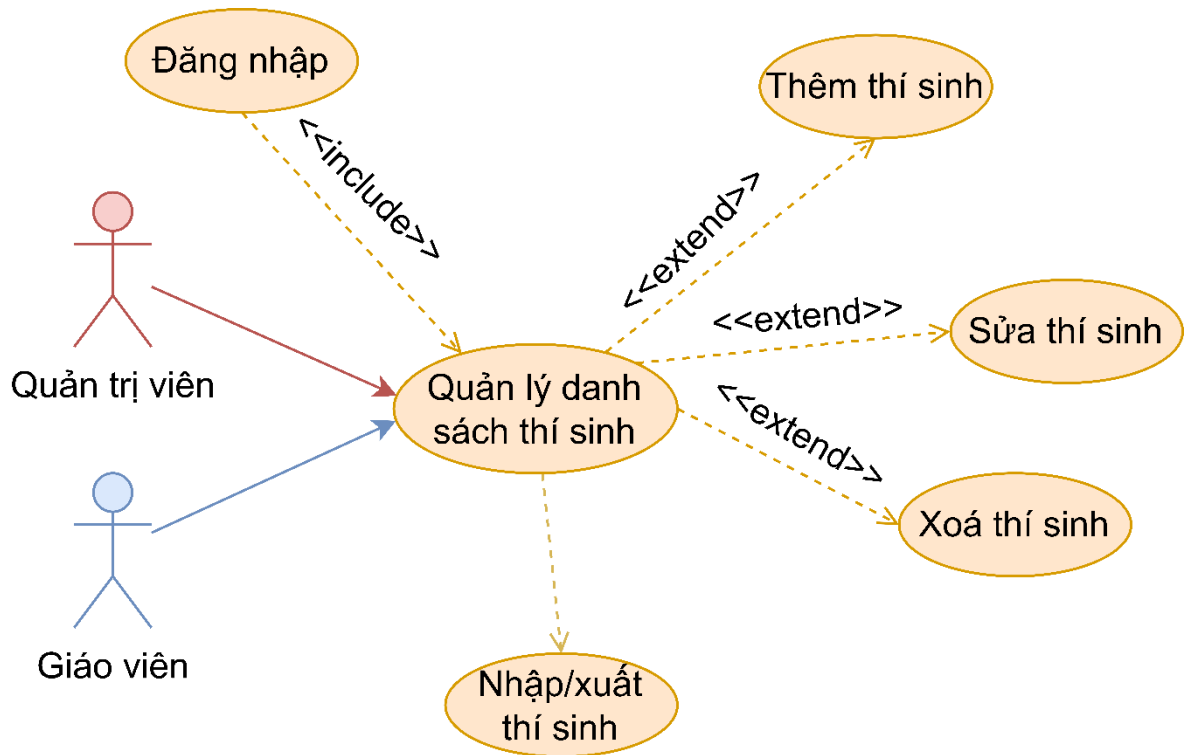 Đăng nhập
Thêm thí sinh
<<include>>
<<extend>>
<<extend>>
Sửa thí sinh
Quản trị viên
Quản lý danh
sách thí sinh
<<extend>>
Xoá thí sinh
Giáo viên
Nhập/xuất
thí sinh